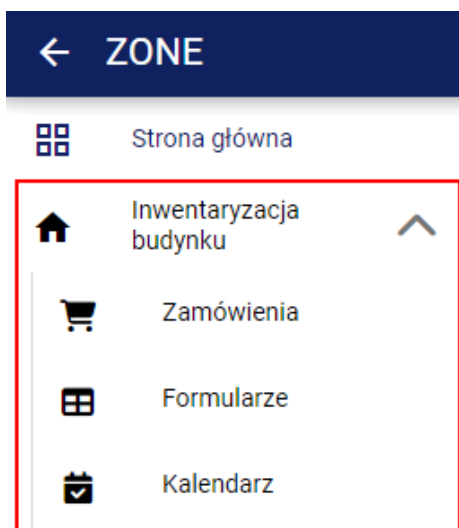 ZONE
Strona główna
Inwentaryzacja
budynku
Zamówienia
Formularze
Kalendarz